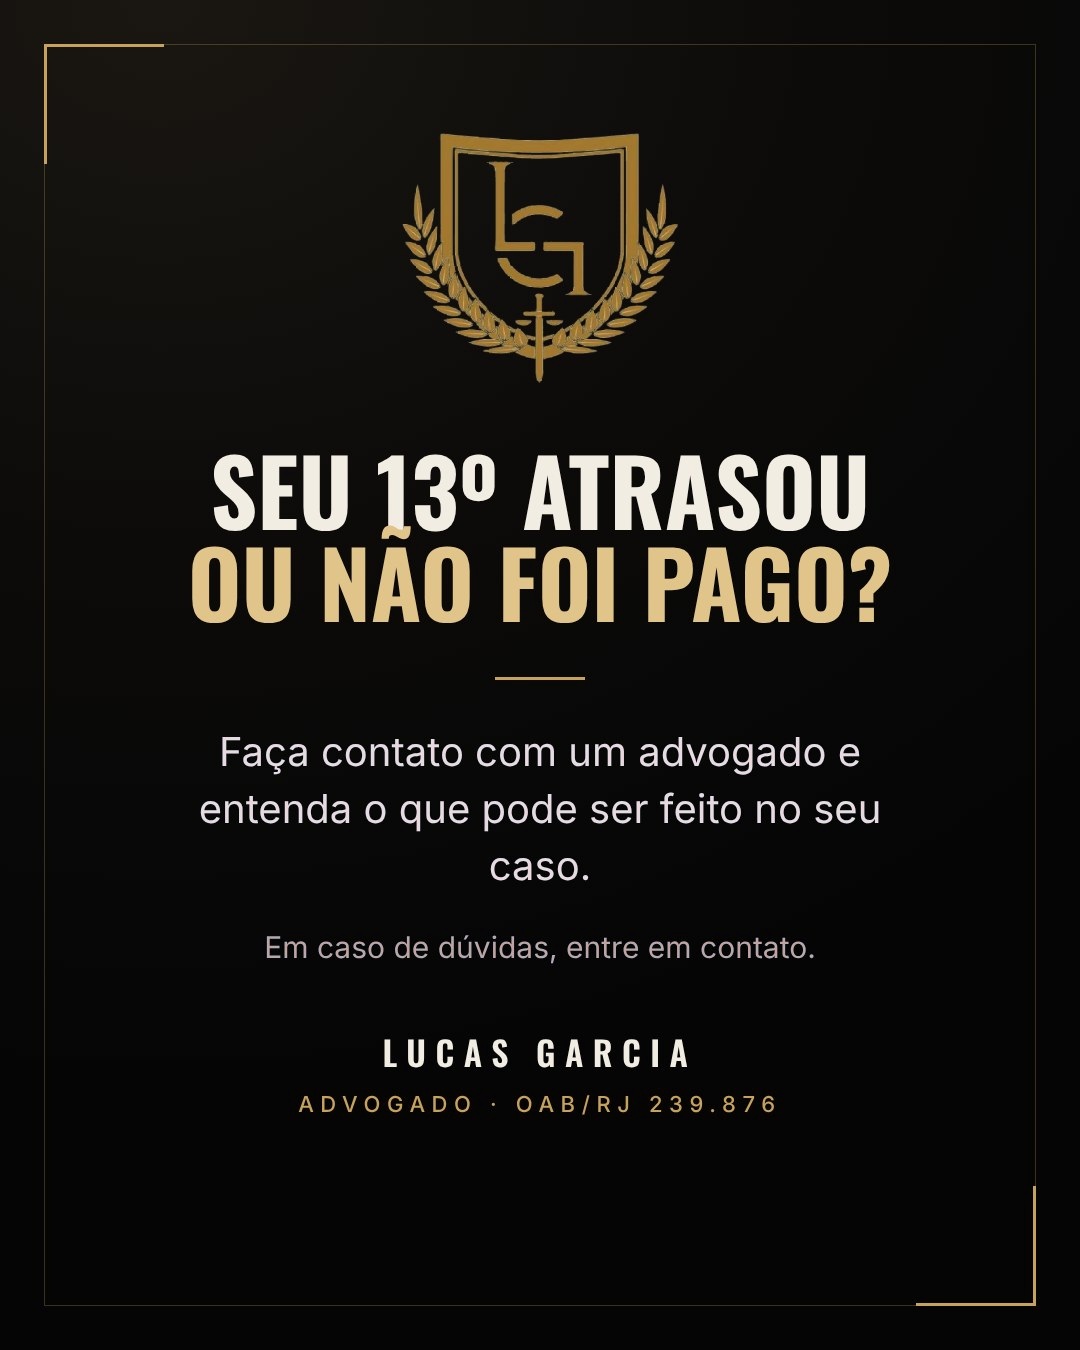 LG
SEU 13º ATRASOU
OU NÃO FOI PAGO?
Faça contato com um advogado e
entenda o que pode ser feito no seu
caso.
Em caso de dúvidas, entre em contato.
LUCAS GARCIA
ADVOGADO · OAB/RJ 239.876